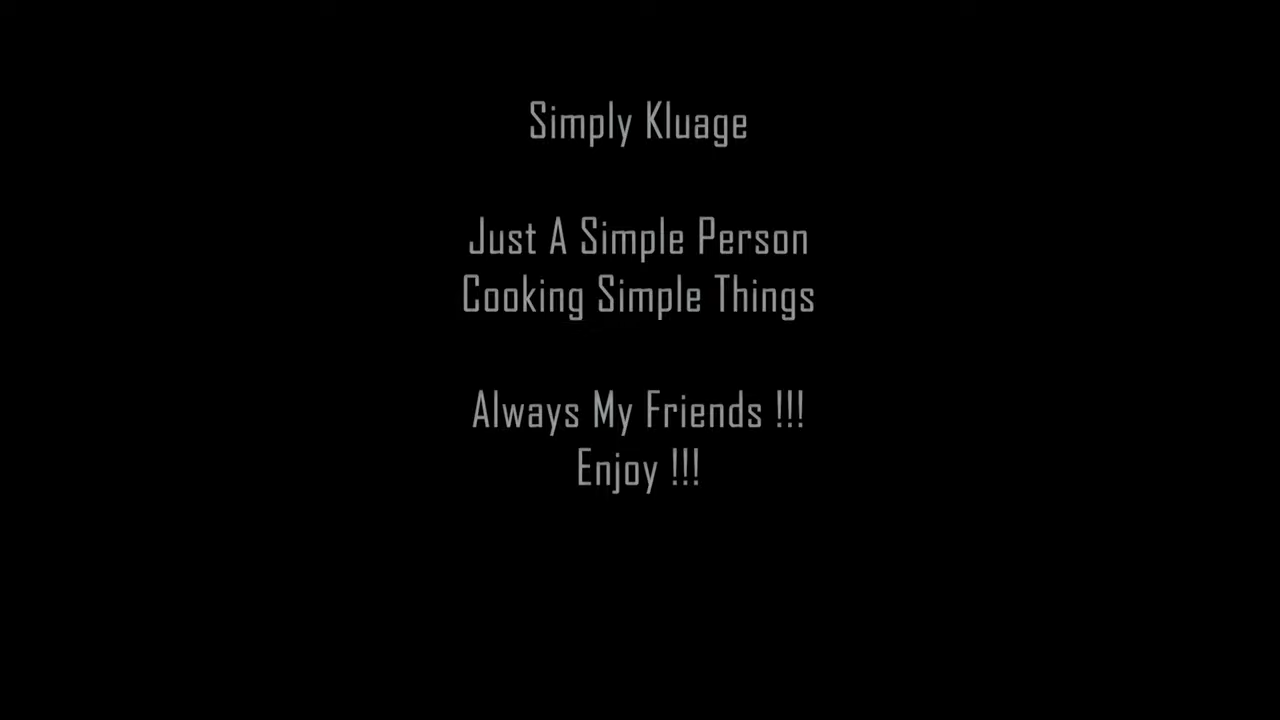 Simply Kluage
Just A Simple Person
Cooking Simple Things
Always My Friends !!!
Enjoy !!!